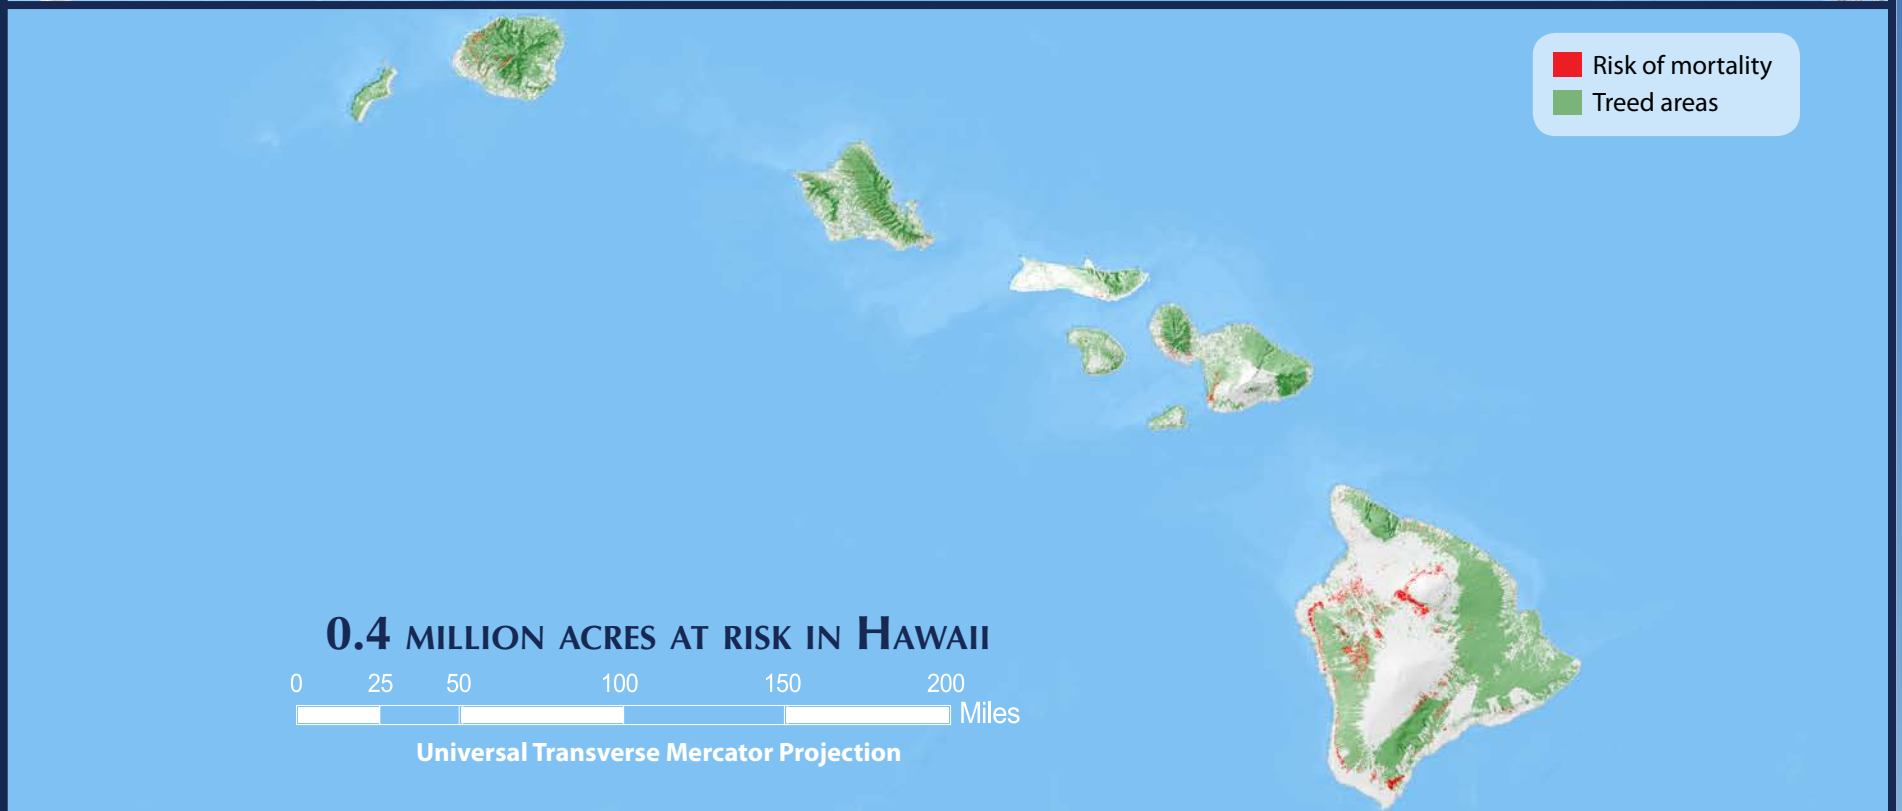 Risk of mortality
Treed areas
0.4 MILLION ACRES AT RISK IN HAWAII
0 25 50 100 150 200
Miles
Universal Transverse Mercator Projection